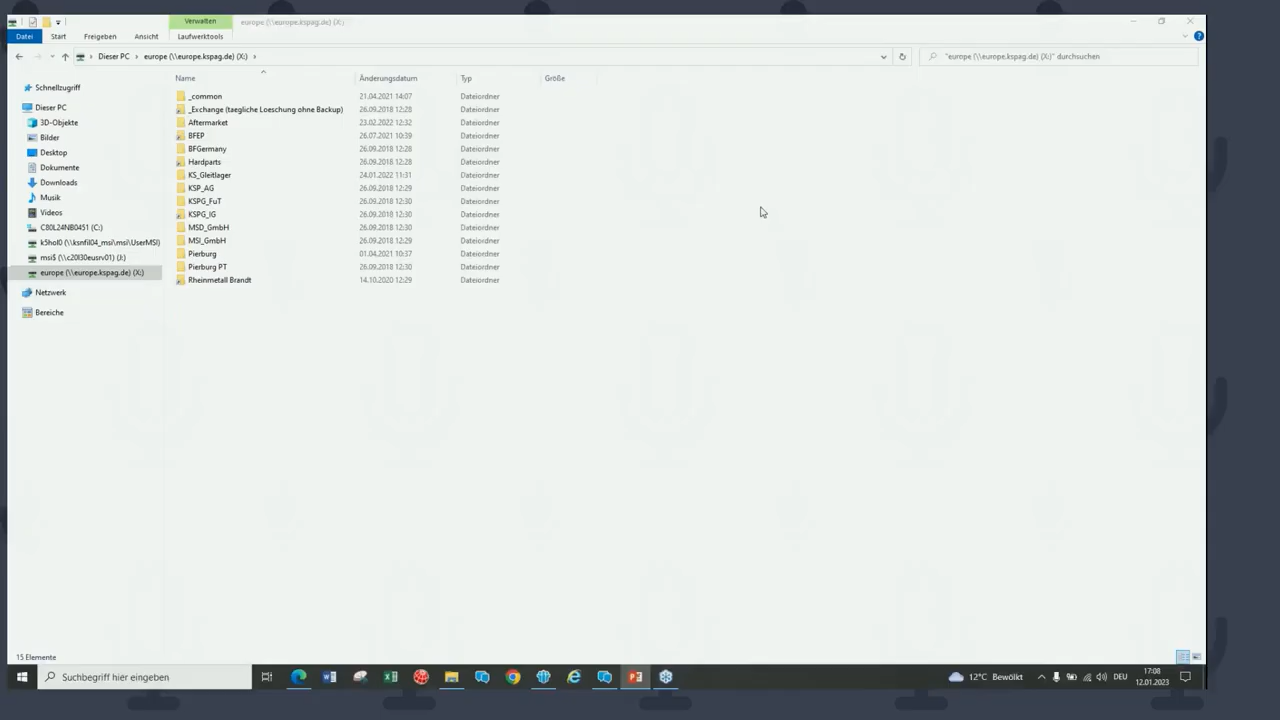 Verwalten
europe (\\europe.kspag.de) (X:)
Datei Start Freigeben Ansicht Laufwerktools
Dieser PC europe (\\europe.kspag.de) (X:)
"europe (\\europe.kspag.de) (X:)" durchsuchen
Name Änderungsdatum Typ Größe
Schnellzugriff
Dieser PC
3D-Objekte
Bilder
Desktop
Dokumente
Downloads
Musik
Videos
C80L24NB0451 (C:)
k5hol0 (\\ksnfil04_msi\msi\UserMSI)
msi$ (\\c20l30eusrv01) (J:)
europe (\\europe.kspag.de) (X:)
Netzwerk
Bereiche
_common 21.04.2021 14:07 Dateiordner
_Exchange (taegliche Loeschung ohne Backup) 26.09.2018 12:28 Dateiordner
Aftermarket 23.02.2022 12:32 Dateiordner
BFEP 26.07.2021 10:39 Dateiordner
BFGermany 26.09.2018 12:28 Dateiordner
Hardparts 26.09.2018 12:28 Dateiordner
KS_Gleitlager 24.01.2022 11:31 Dateiordner
KSP_AG 26.09.2018 12:29 Dateiordner
KSPG_FuT 26.09.2018 12:30 Dateiordner
KSPG_IG 26.09.2018 12:30 Dateiordner
MSD_GmbH 26.09.2018 12:30 Dateiordner
MSI_GmbH 26.09.2018 12:29 Dateiordner
Pierburg 01.04.2021 10:37 Dateiordner
Pierburg PT 26.09.2018 12:30 Dateiordner
Rheinmetall Brandt 14.10.2020 12:29 Dateiordner
15 Elemente
Suchbegriff hier eingeben
12°C Bewölkt
DEU
17:08
12.01.2023